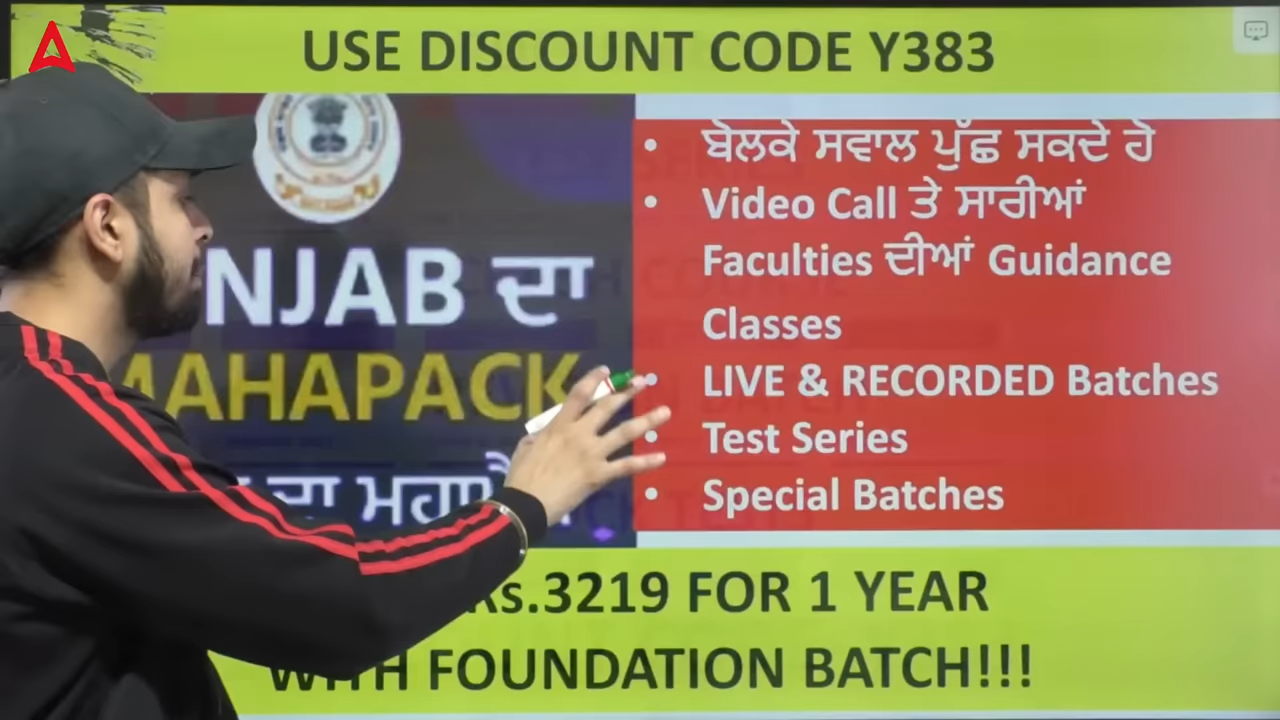 USE DISCOUNT CODE Y383
• ਬੋਲਕੇ ਸਵਾਲ ਪੁੱਛ ਸਕਦੇ ਹੋ
• Video Call ਤੇ ਸਾਰੀਆਂ
Faculties ਦੀਆਂ Guidance
Classes
• LIVE & RECORDED Batches
• Test Series
• Special Batches
NJAB ਦਾ
MAHAPACK
ਦਾ
Rs.3219 FOR 1 YEAR
WITH FOUNDATION BATCH!!!